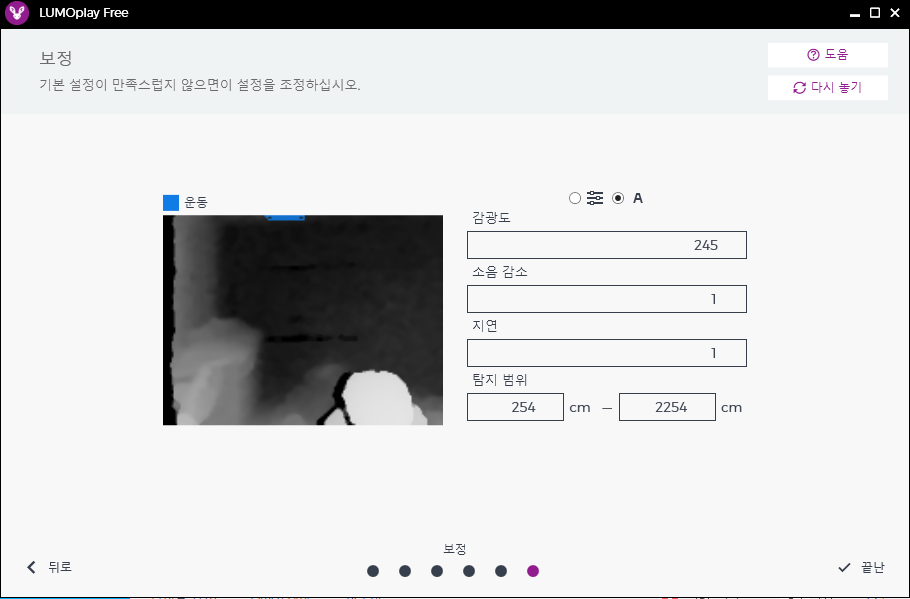 LUMOplay Free
보정
기본 설정이 만족스럽지 않으면이 설정을 조정하십시오.
도움
다시 놓기
운동
A
감광도
245
소음 감소
1
지연
1
탐지 범위
254 cm – 2254 cm
보정
뒤로
끝난